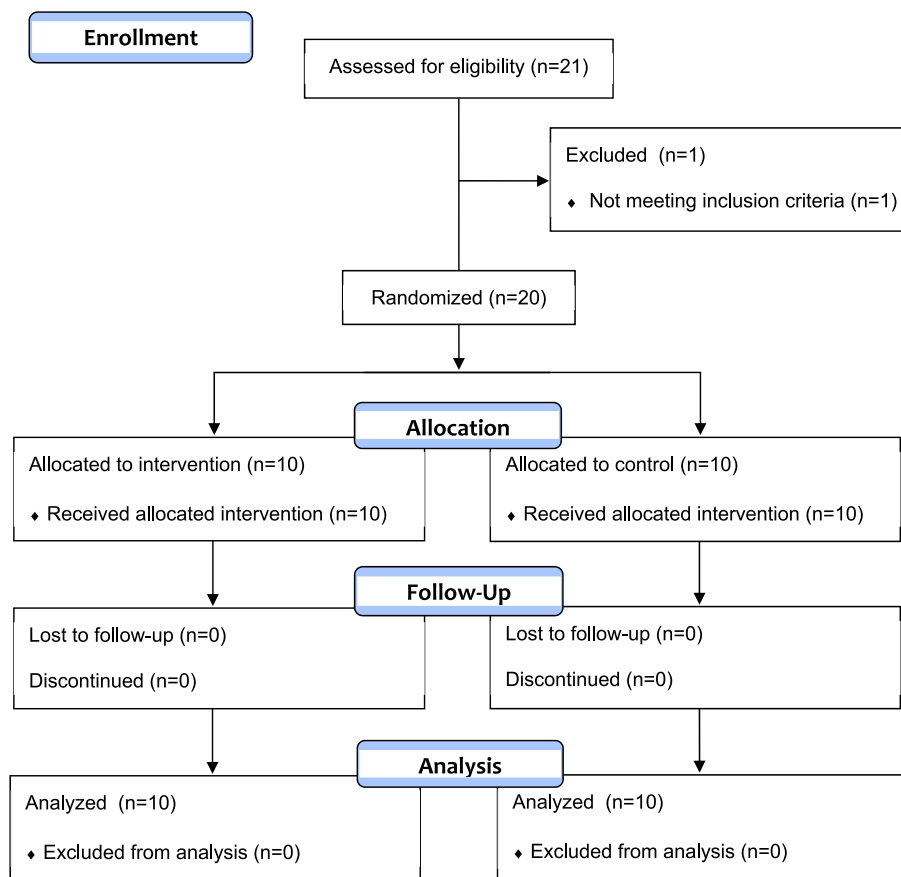 Enrollment
Assessed for eligibility (n=21)
Excluded (n=1)
♦ Not meeting inclusion criteria (n=1)
Randomized (n=20)
Allocation
Allocated to intervention (n=10)
♦ Received allocated intervention (n=10)
Allocated to control (n=10)
♦ Received allocated intervention (n=10)
Follow-Up
Lost to follow-up (n=0)
Discontinued (n=0)
Lost to follow-up (n=0)
Discontinued (n=0)
Analysis
Analyzed (n=10)
♦ Excluded from analysis (n=0)
Analyzed (n=10)
♦ Excluded from analysis (n=0)